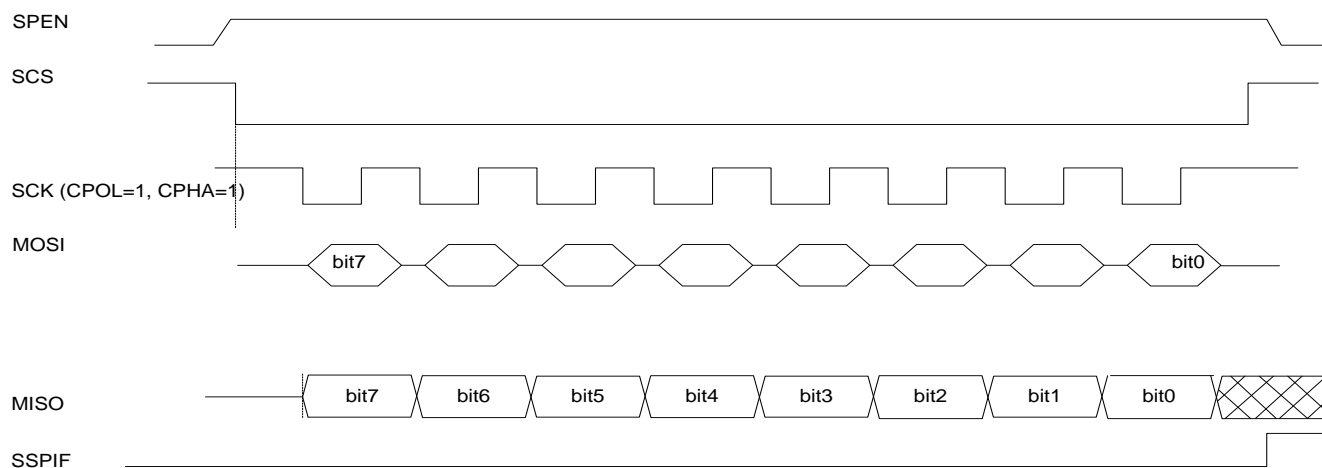 SPEN
SCS
SCK (CPOL=1, CPHA=1)
MOSI
bit7 bit0
MISO
bit7 bit6 bit5 bit4 bit3 bit2 bit1 bit0
SSPIF